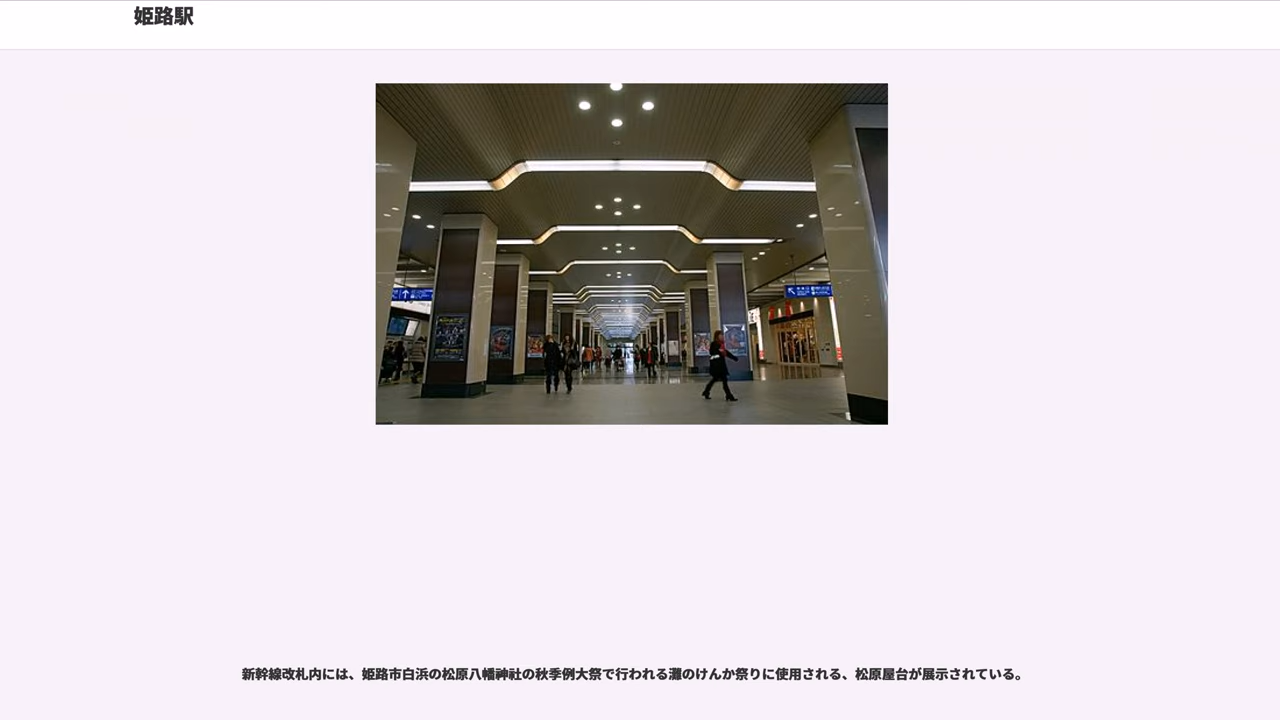 姫路駅
新幹線改札内には、姫路市白浜の松原八幡神社の秋季例大祭で行われる灘のけんか祭りに使用される、松原屋台が展示されている。